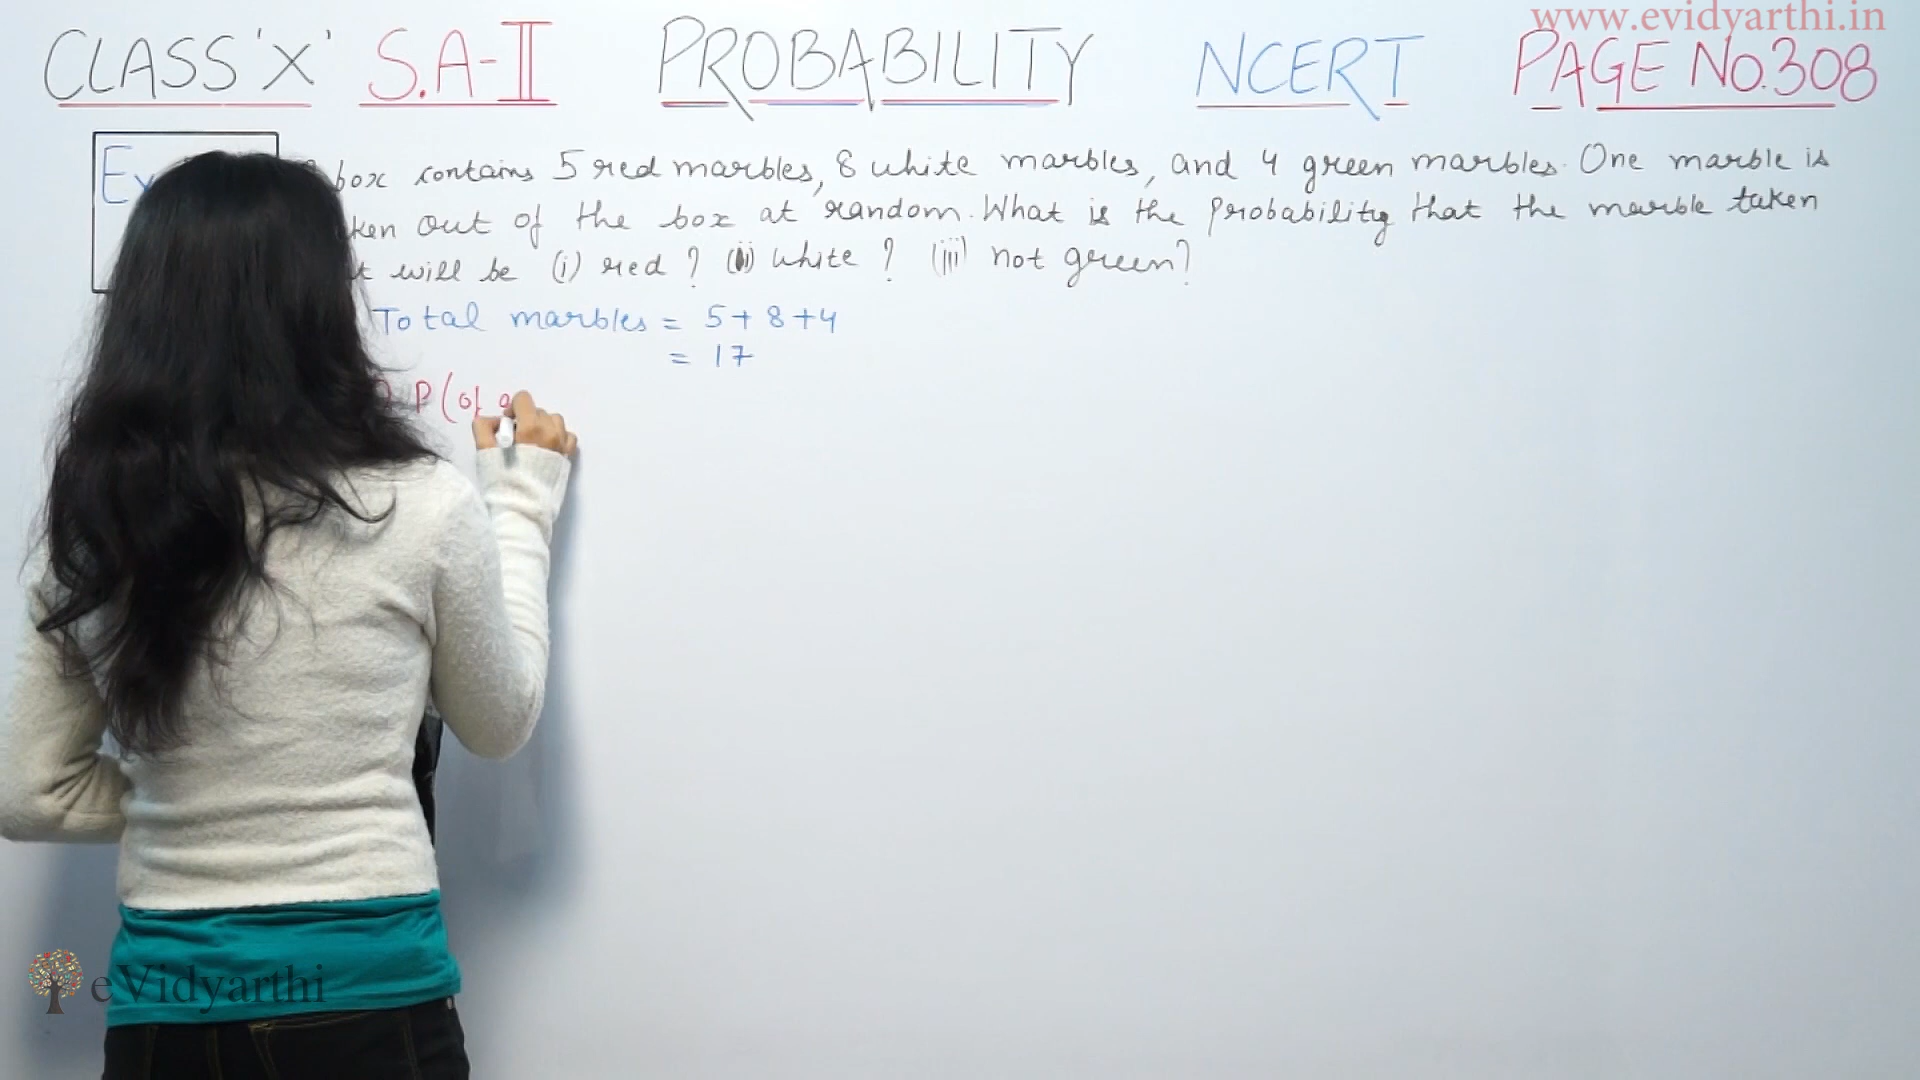 www.evidyarthi.in
CLASS 'X' S.A-II PROBABILITY NCERT PAGE No.308
Ex
box contains 5 red marbles, 8 white marbles, and 4 green marbles. One marble is
ken out of the box at random. What is the probability that the marble taken
t will be (i) red ? (ii) white ? (iii) not green?
Total marbles = 5+8+4
= 17
P(of
eVidyarthi